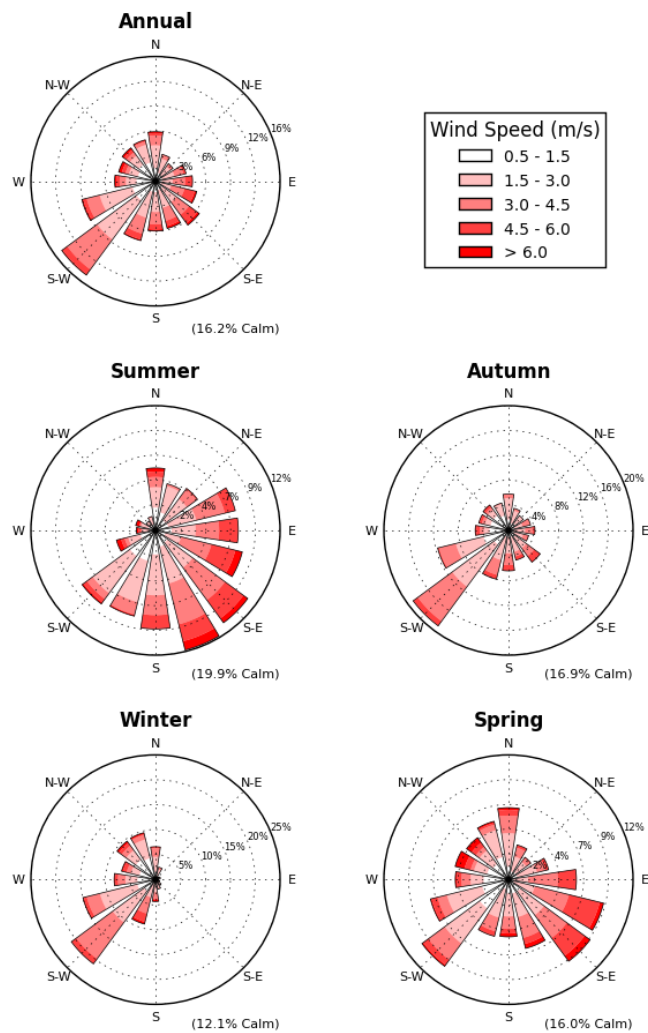 Annual
N
N-E
E
S-E
S
S-W
W
N-W
3%
6%
9%
12%
16%
(16.2% Calm)
Wind Speed (m/s)
0.5 - 1.5
1.5 - 3.0
3.0 - 4.5
4.5 - 6.0
> 6.0
Summer
N
N-E
E
S-E
S
S-W
W
N-W
2%
4%
7%
9%
12%
(19.9% Calm)
Autumn
N
N-E
E
S-E
S
S-W
W
N-W
4%
8%
12%
16%
20%
(16.9% Calm)
Winter
N
N-E
E
S-E
S
S-W
W
N-W
5%
10%
15%
20%
25%
(12.1% Calm)
Spring
N
N-E
E
S-E
S
S-W
W
N-W
2%
4%
7%
9%
12%
(16.0% Calm)